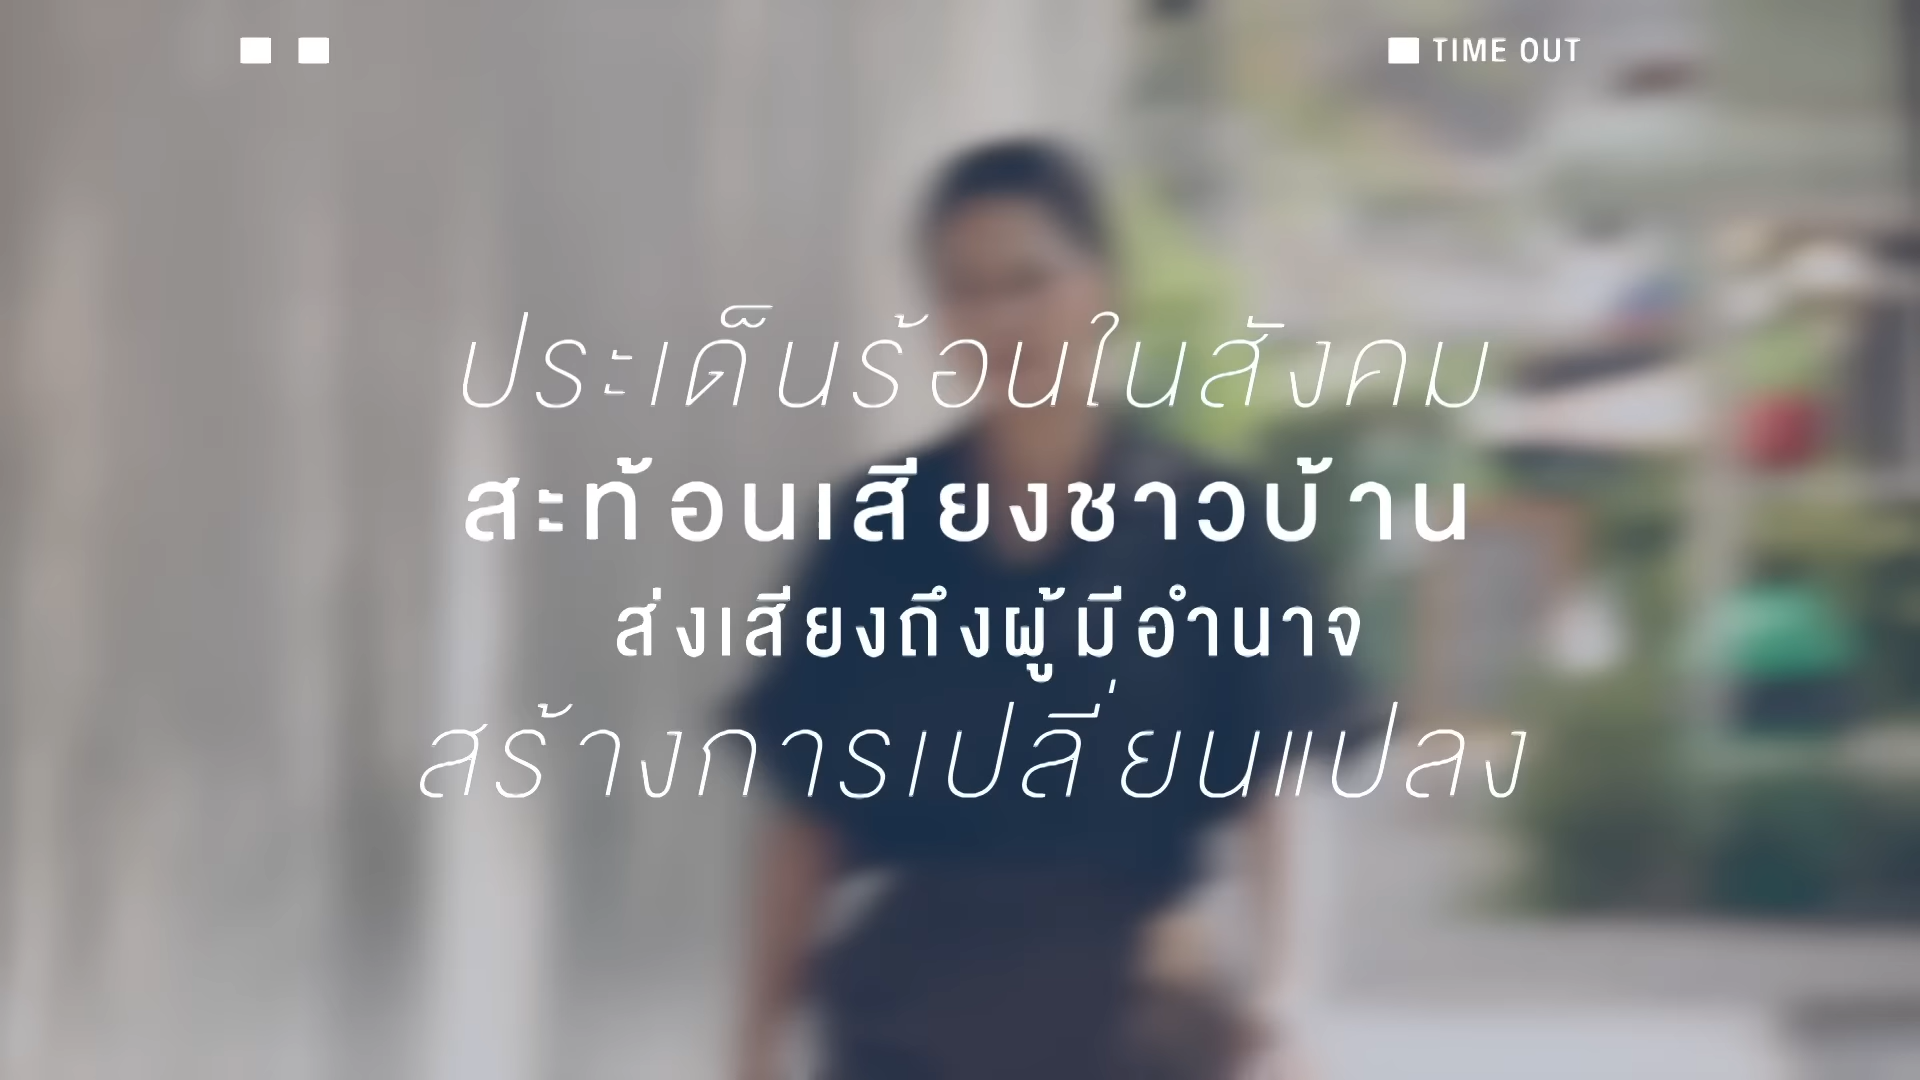 TIME OUT
ประเด็นร้อนในสังคม
สะท้อนเสียงชาวบ้าน
ส่งเสียงถึงผู้มีอำนาจ
สร้างการเปลี่ยนแปลง